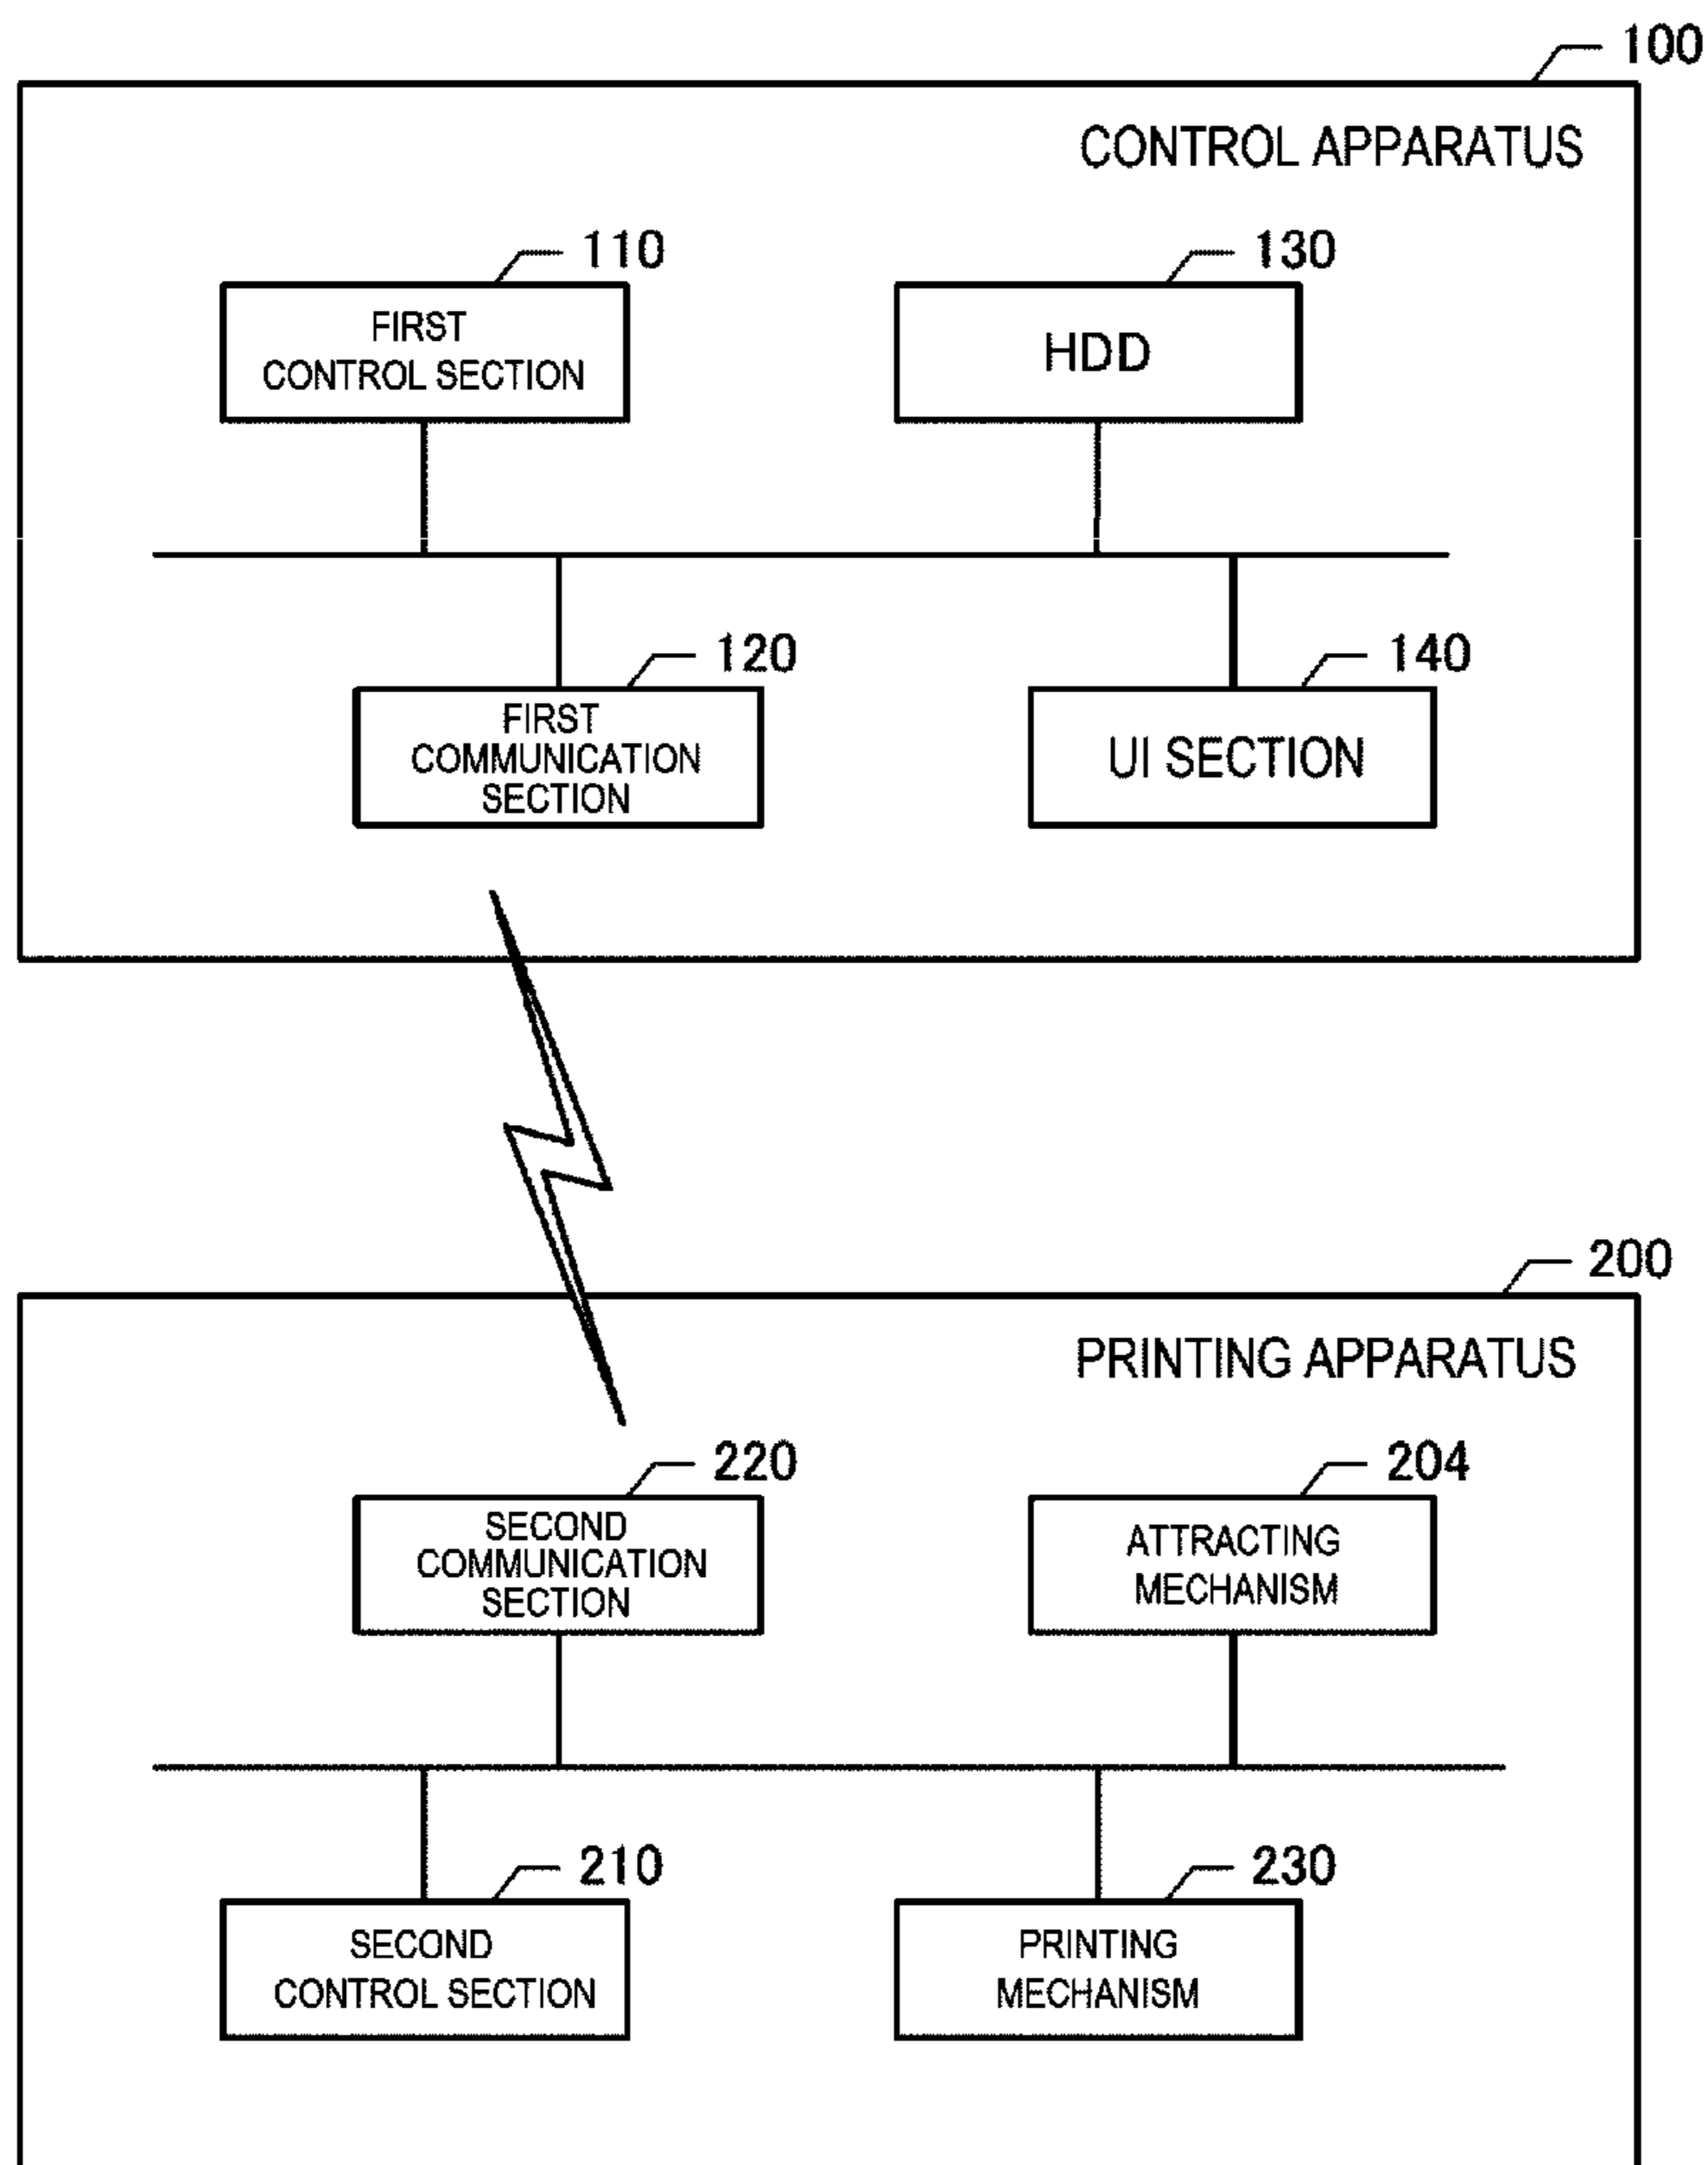 100
CONTROL APPARATUS
110
FIRST
CONTROL SECTION
130
HDD
120
FIRST
COMMUNICATION
SECTION
140
UI SECTION
200
PRINTING APPARATUS
220
SECOND
COMMUNICATION
SECTION
204
ATTRACTING
MECHANISM
210
SECOND
CONTROL SECTION
230
PRINTING
MECHANISM